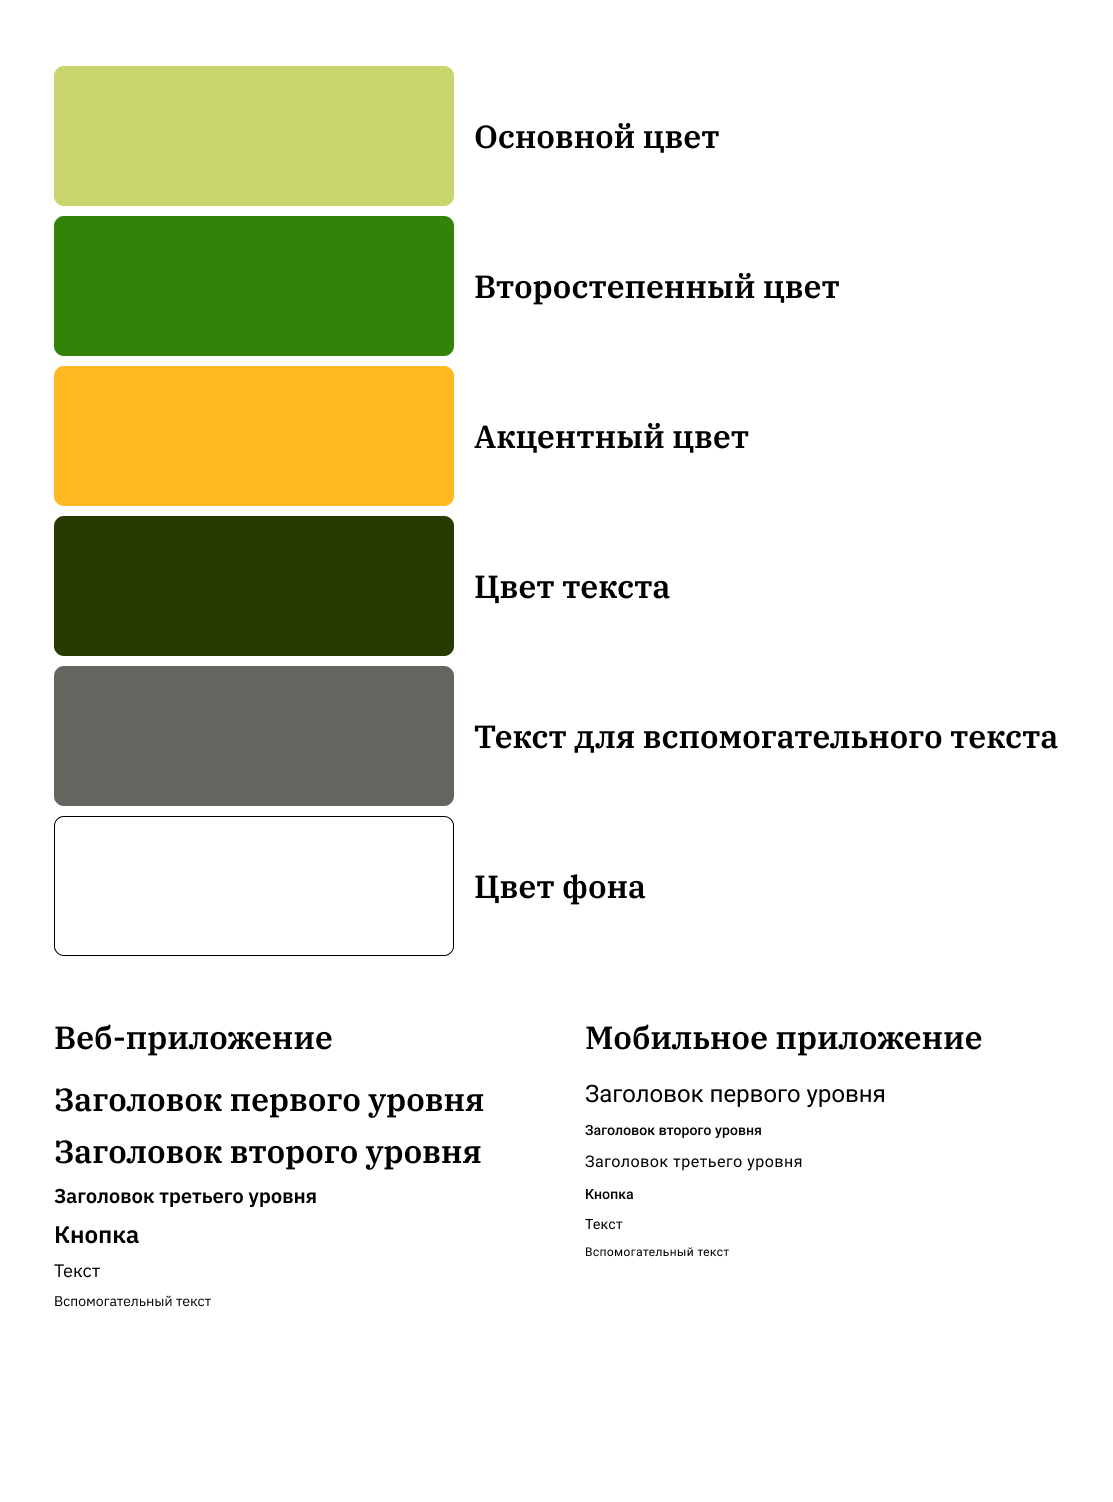 Основной цвет
Второстепенный цвет
Акцентный цвет
Цвет текста
Текст для вспомогательного текста
Цвет фона
Веб-приложение
Заголовок первого уровня
Заголовок второго уровня
Заголовок третьего уровня
Кнопка
Текст
Вспомогательный текст
Мобильное приложение
Заголовок первого уровня
Заголовок второго уровня
Заголовок третьего уровня
Кнопка
Текст
Вспомогательный текст